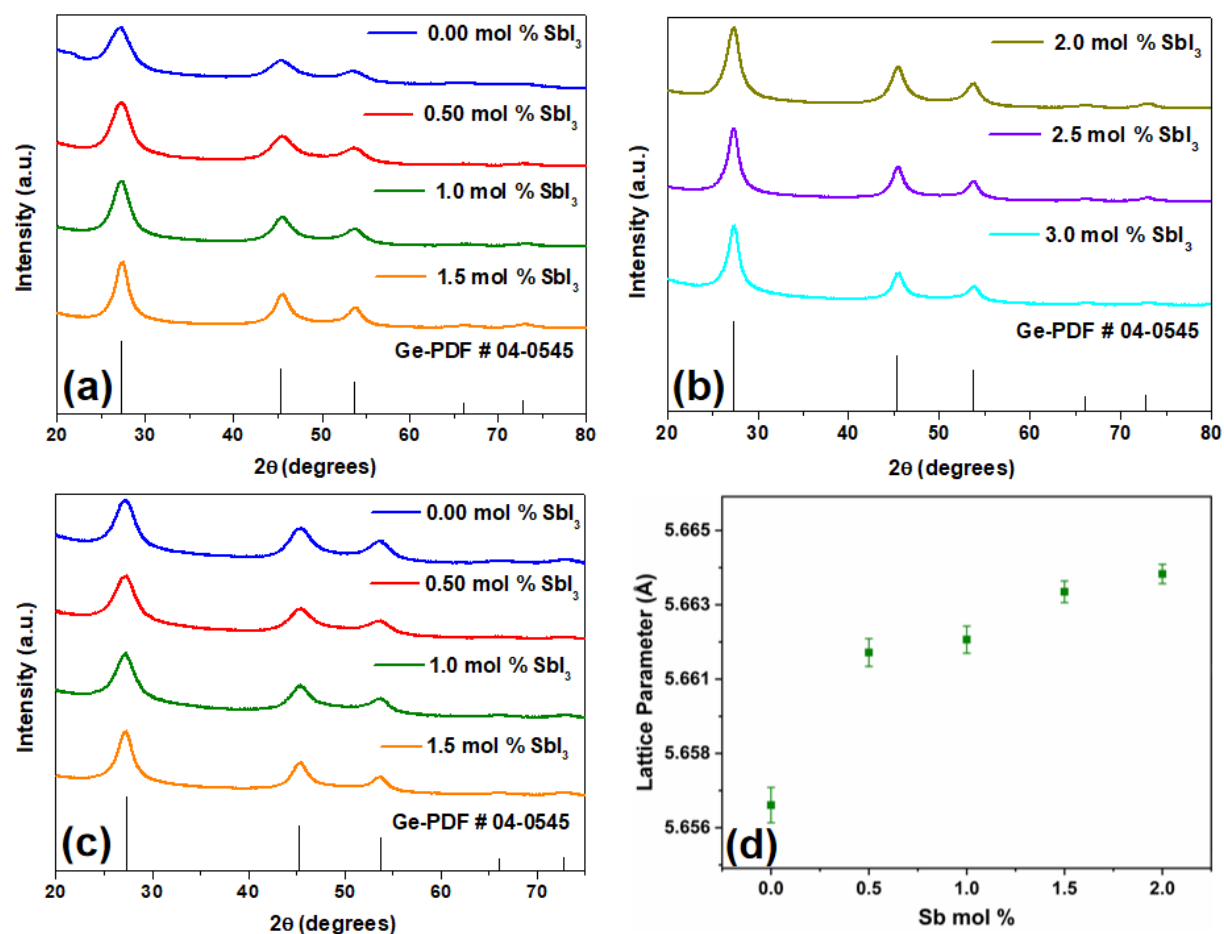 0.00 mol % SbI3
0.50 mol % SbI3
1.0 mol % SbI3
1.5 mol % SbI3
Ge-PDF # 04-0545
(a)
Intensity (a.u.)
20 30 40 50 60 70 80
2θ (degrees)
2.0 mol % SbI3
2.5 mol % SbI3
3.0 mol % SbI3
Ge-PDF # 04-0545
(b)
Intensity (a.u.)
20 30 40 50 60 70 80
2θ (degrees)
0.00 mol % SbI3
0.50 mol % SbI3
1.0 mol % SbI3
1.5 mol % SbI3
Ge-PDF # 04-0545
(c)
Intensity (a.u.)
20 30 40 50 60 70
2θ (degrees)
5.665
5.663
5.661
5.658
5.656
Lattice Parameter (Å)
(d)
0.0 0.5 1.0 1.5 2.0
Sb mol %